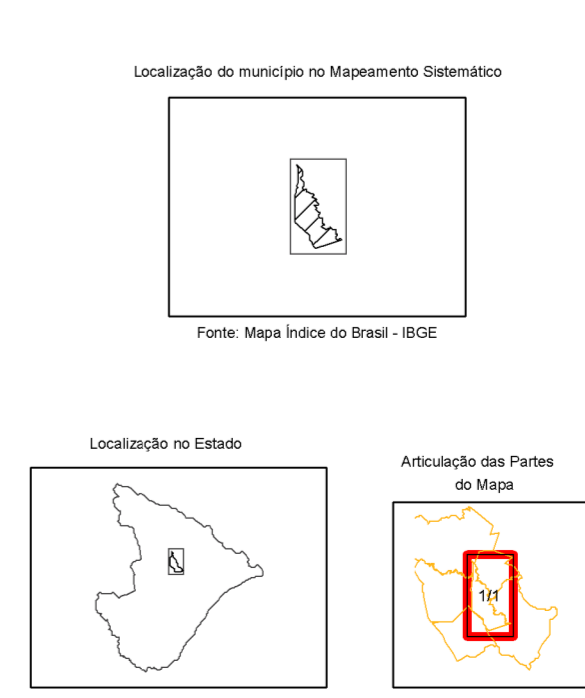 Localização do município no Mapeamento Sistemático
Fonte: Mapa Índice do Brasil - IBGE
Localização no Estado
Articulação das Partes
do Mapa
1/1